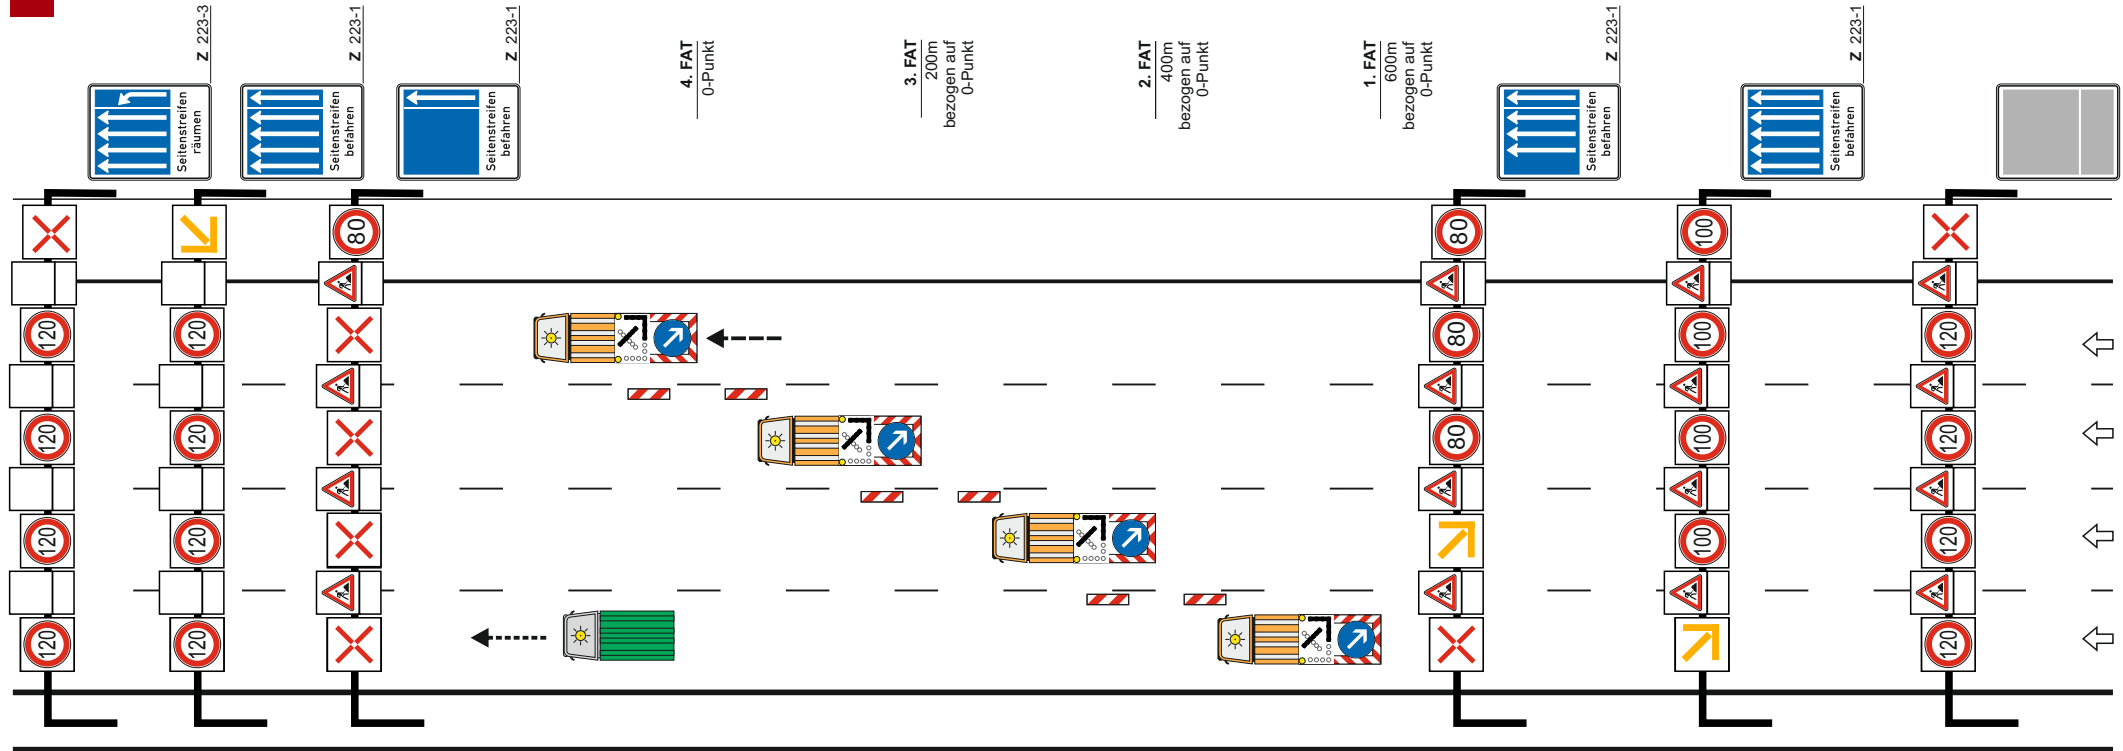 Z 223-3
Seitenstreifen
räumen
Z 223-1
Seitenstreifen
befahren
Z 223-1
Seitenstreifen
befahren
4. FAT
0-Punkt
3. FAT
200m
bezogen auf
0-Punkt
2. FAT
400m
bezogen auf
0-Punkt
1. FAT
600m
bezogen auf
0-Punkt
Z 223-1
Seitenstreifen
befahren
Z 223-1
Seitenstreifen
befahren
120
120
120
120
120
120
120
120
80
80
80
80
100
100
100
100
120
120
120
120